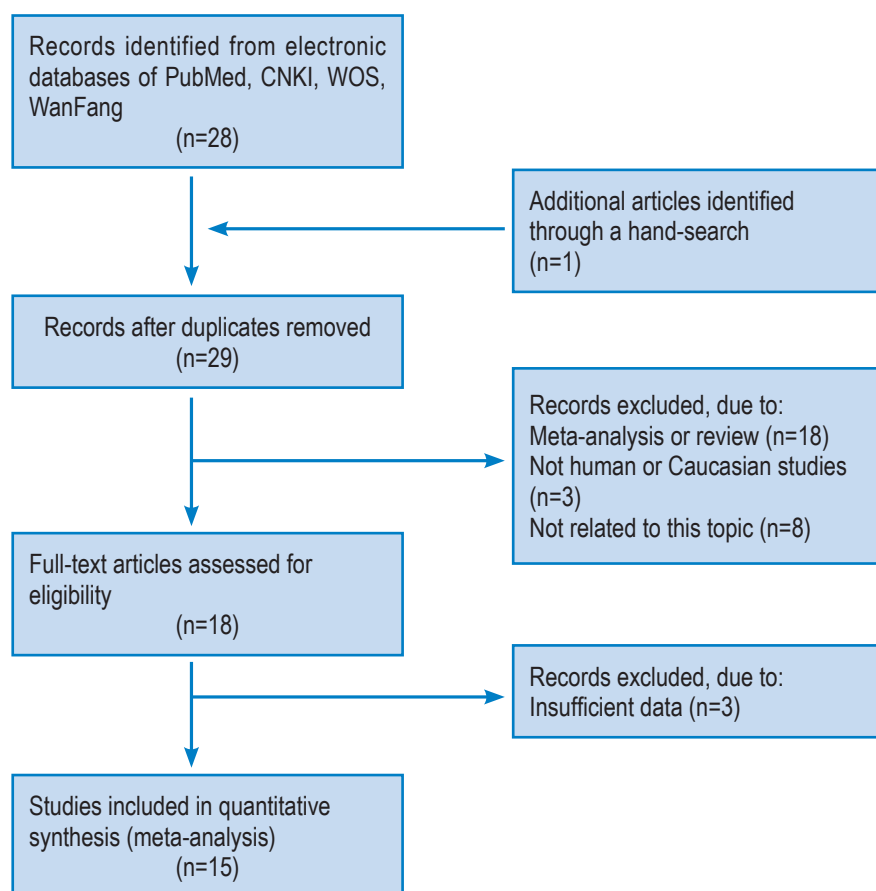 Records identified from electronic
databases of PubMed, CNKI, WOS,
WanFang
(n=28)
Additional articles identified
through a hand-search
(n=1)
Records after duplicates removed
(n=29)
Records excluded, due to:
Meta-analysis or review (n=18)
Not human or Caucasian studies
(n=3)
Not related to this topic (n=8)
Full-text articles assessed for
eligibility
(n=18)
Records excluded, due to:
Insufficient data (n=3)
Studies included in quantitative
synthesis (meta-analysis)
(n=15)